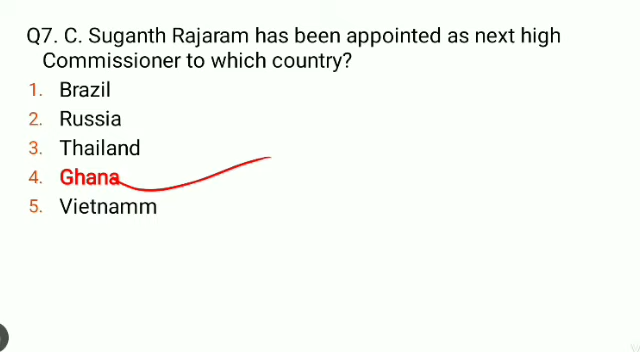 Q7. C. Suganth Rajaram has been appointed as next high
Commissioner to which country?
1. Brazil
2. Russia
3. Thailand
4. Ghana
5. Vietnamm